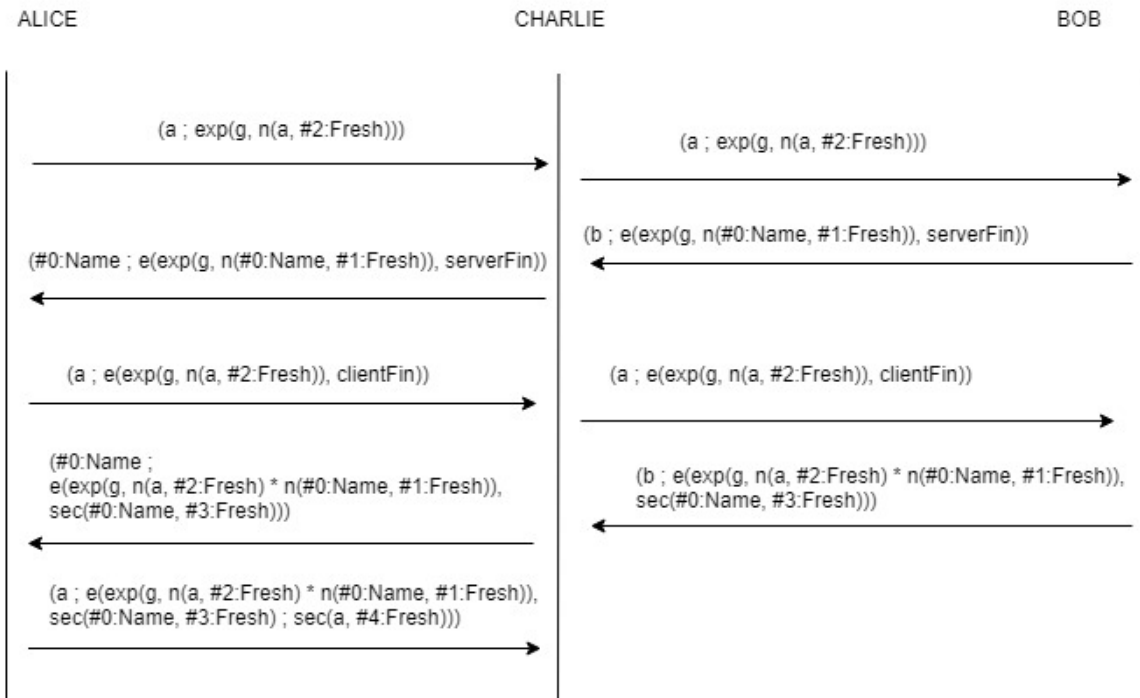 ALICE
CHARLIE
BOB
(a ; exp(g, n(a, #2:Fresh)))
(a ; exp(g, n(a, #2:Fresh)))
(b ; e(exp(g, n(#0:Name, #1:Fresh)), serverFin))
(#0:Name ; e(exp(g, n(#0:Name, #1:Fresh)), serverFin))
(a ; e(exp(g, n(a, #2:Fresh)), clientFin))
(a ; e(exp(g, n(a, #2:Fresh)), clientFin))
(#0:Name ;
e(exp(g, n(a, #2:Fresh) * n(#0:Name, #1:Fresh)),
sec(#0:Name, #3:Fresh)))
(b ; e(exp(g, n(a, #2:Fresh) * n(#0:Name, #1:Fresh)),
sec(#0:Name, #3:Fresh)))
(a ; e(exp(g, n(a, #2:Fresh) * n(#0:Name, #1:Fresh)),
sec(#0:Name, #3:Fresh) ; sec(a, #4:Fresh)))